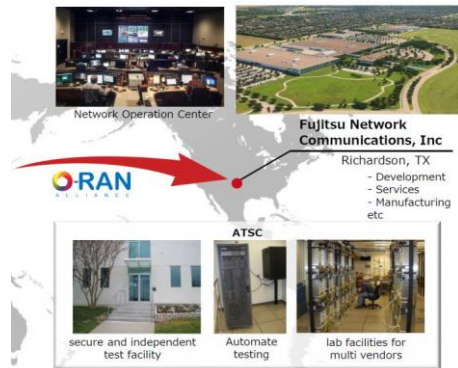 Network Operation Center
Fujitsu Network
Communications, Inc
Richardson, TX
- Development
- Services
- Manufacturing
etc
O-RAN
ALLIANCE
ATSC
secure and independent
test facility
Automate
testing
lab facilities for
multi vendors